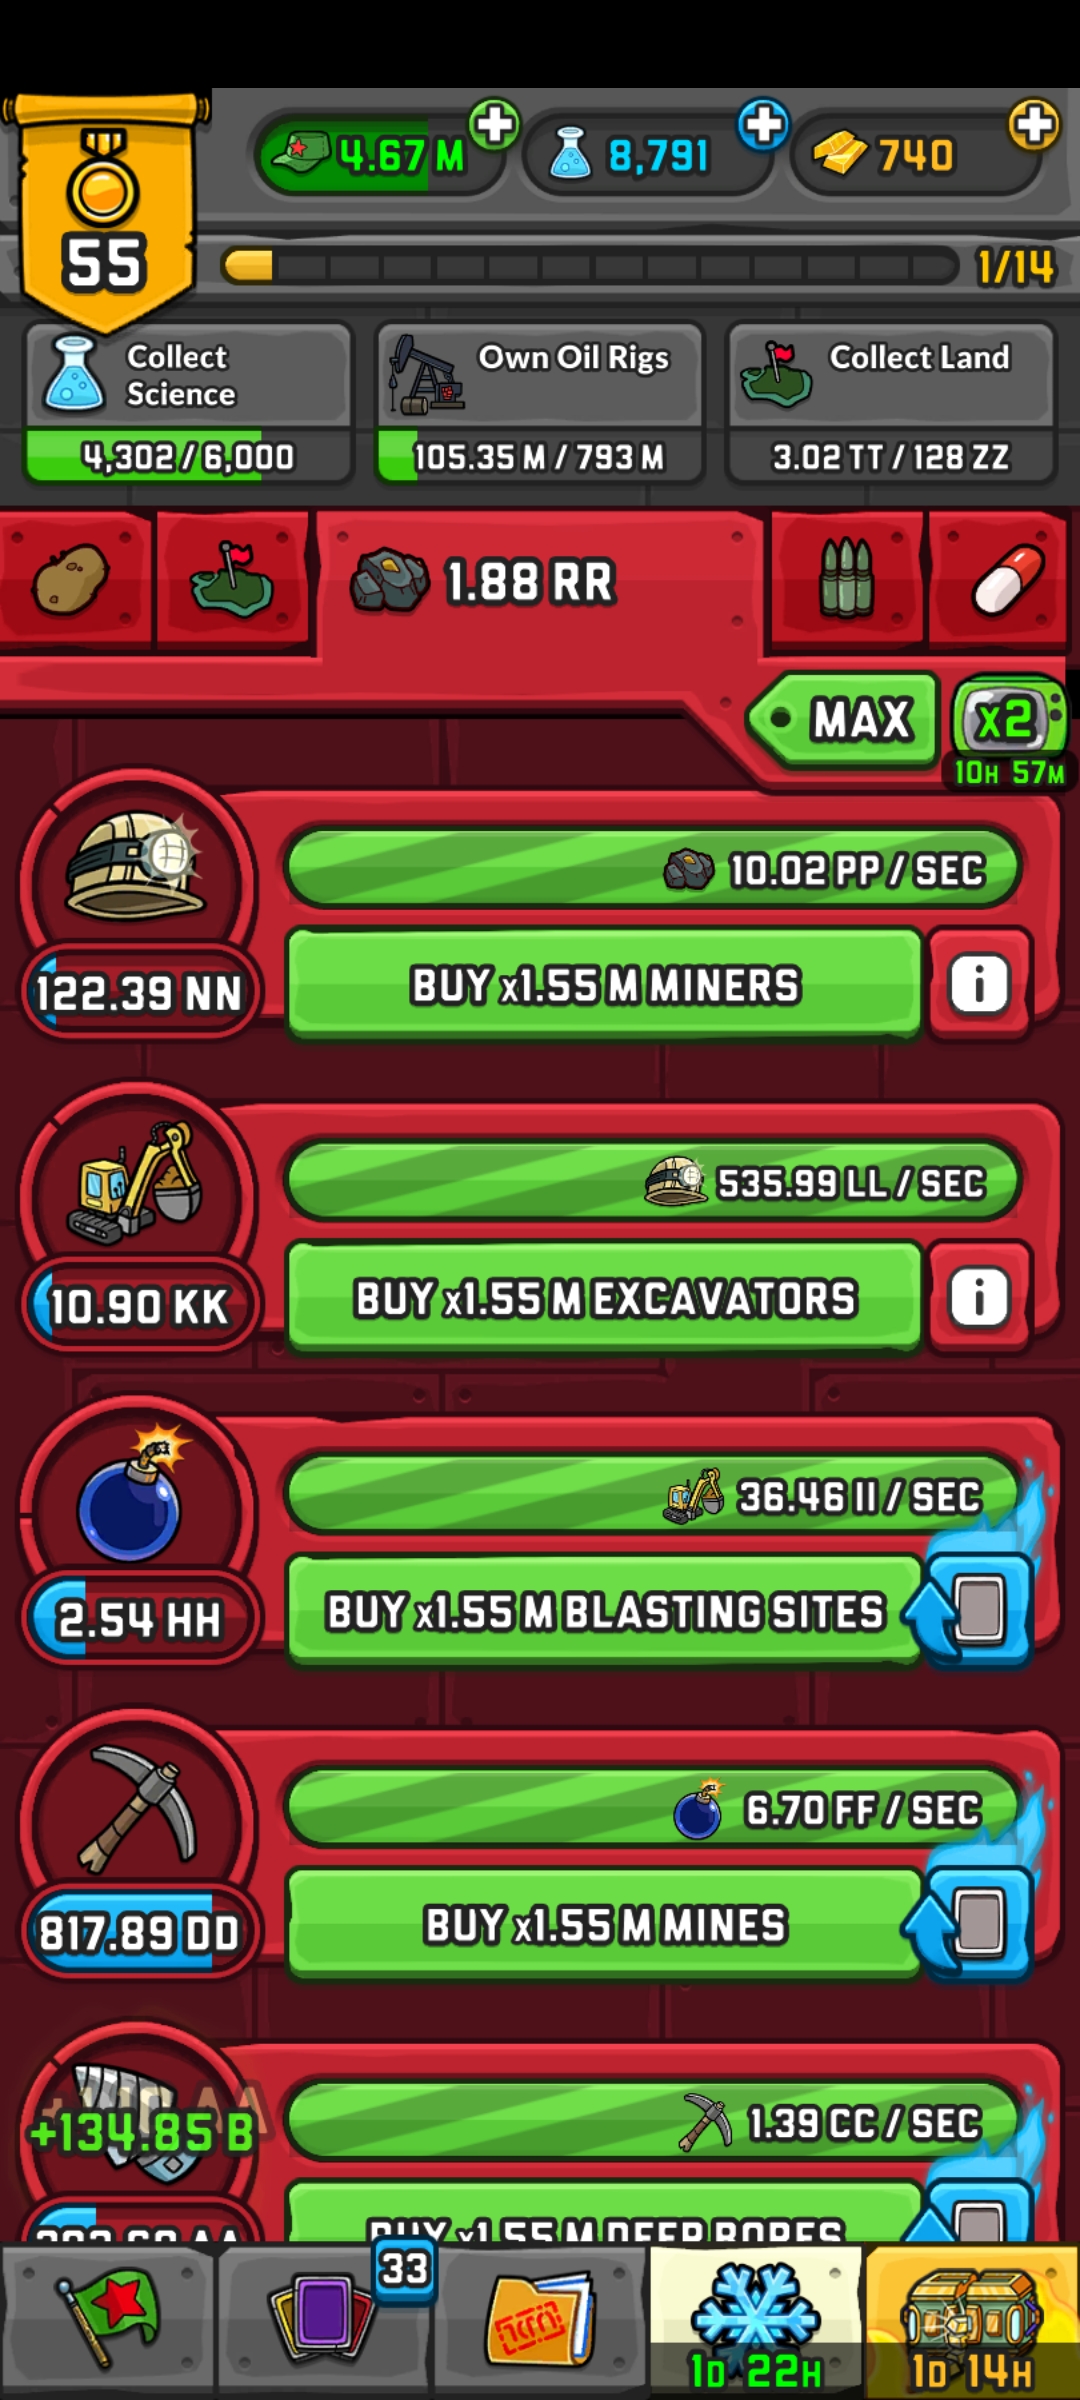 4.67 M
8,791
740
55
1/14
Collect
Science
Own Oil Rigs
Collect Land
4,302 / 6,000
105.35 M / 793 M
3.02 TT / 128 ZZ
1.88 RR
MAX
x2
10H 57M
10.02 PP / SEC
122.39 NN
BUY x1.55 M MINERS
i
535.99 LL / SEC
10.90 KK
BUY x1.55 M EXCAVATORS
i
36.46 II / SEC
2.54 HH
BUY x1.55 M BLASTING SITES
6.70 FF / SEC
817.89 DD
BUY x1.55 M MINES
+134.85 B
1.39 CC / SEC
BUY x1.55 M DEEP BORES
33
1D 22H
1D 14H